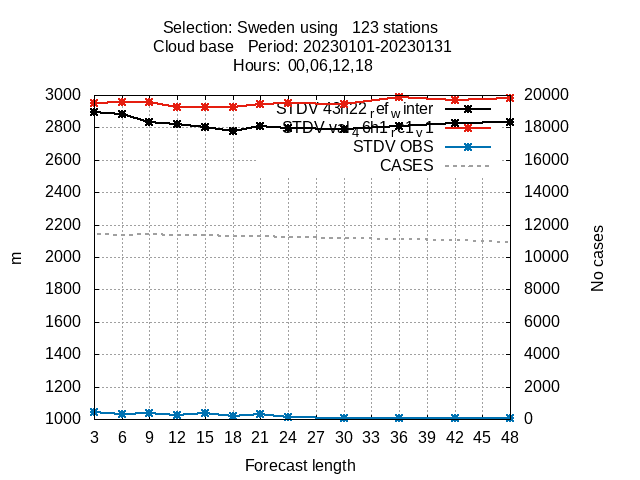 Selection: Sweden using   123 stations
Cloud base   Period: 20230101-20230131
Hours:  00,06,12,18
3000
2800
2600
2400
2200
2000
1800
1600
1400
1200
1000
20000
18000
16000
14000
12000
10000
8000
6000
4000
2000
0
m
No cases
STDV 43h22_ref_winter
STDV OBS
CASES
3 6 9 12 15 18 21 24 27 30 33 36 39 42 45 48
Forecast length